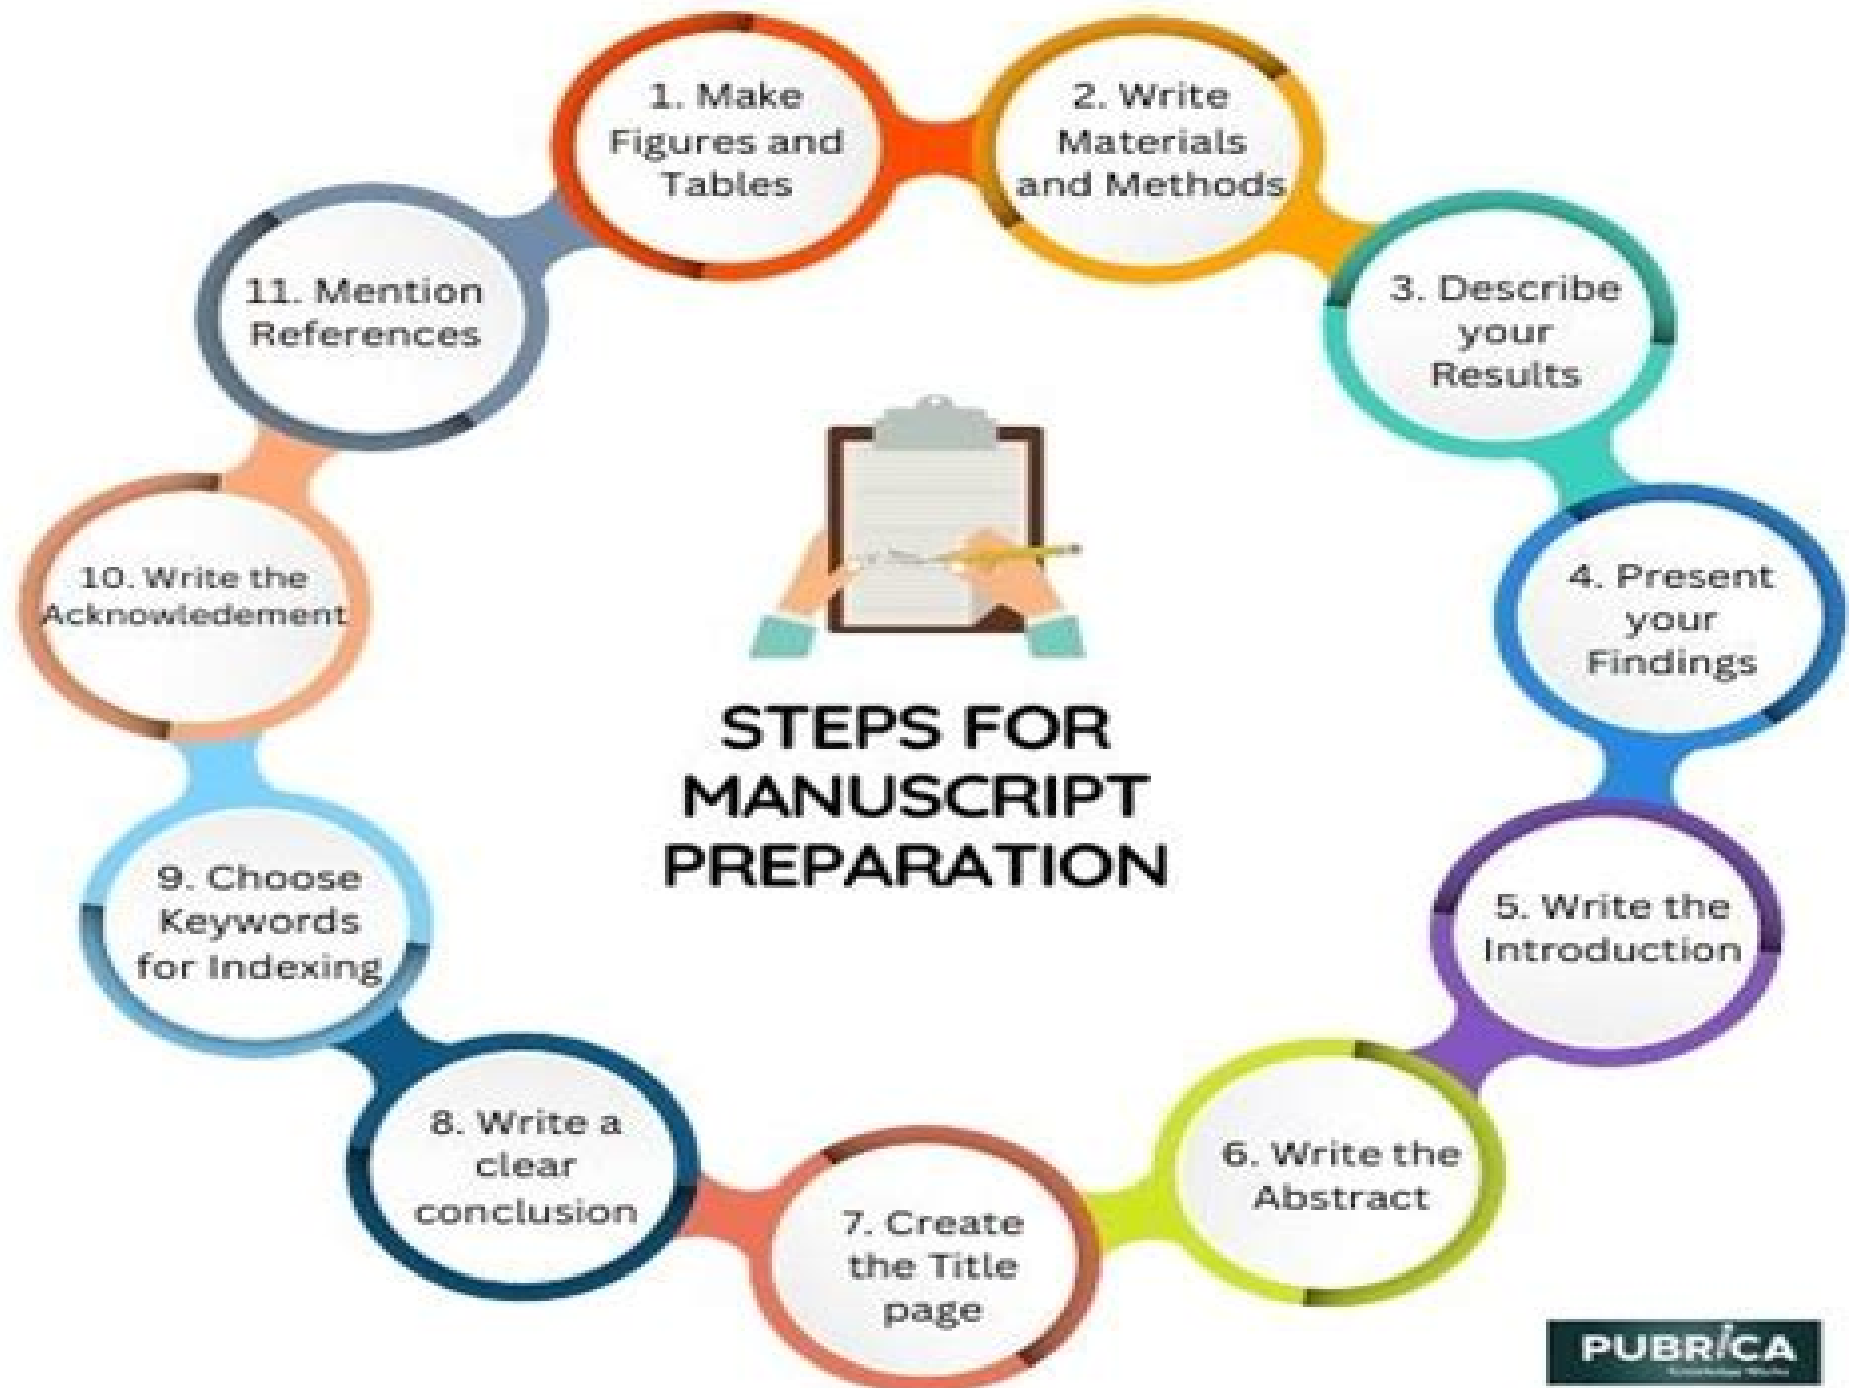 1. Make
Figures and
Tables
2. Write
Materials
and Methods
3. Describe
your
Results
4. Present
your
Findings
5. Write the
Introduction
6. Write the
Abstract
7. Create
the Title
page
8. Write a
clear
conclusion
9. Choose
Keywords
for Indexing
10. Write the
Acknowledement
11. Mention
References
STEPS FOR
MANUSCRIPT
PREPARATION
PUBRICA